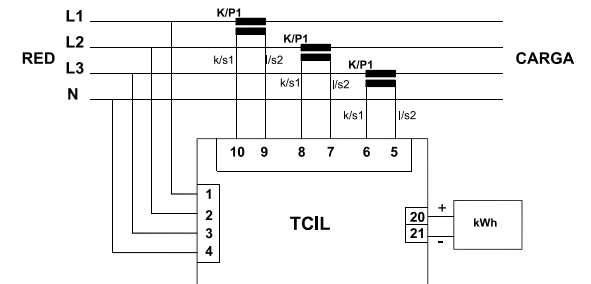 K/P1
L1
L2
K/P1
RED
k/s1
l/s2
L3
K/P1
CARGA
k/s1
l/s2
N
k/s1
l/s2
10 9 8 7 6 5
1
2
3
4
TCIL
20 +
21 -
kWh